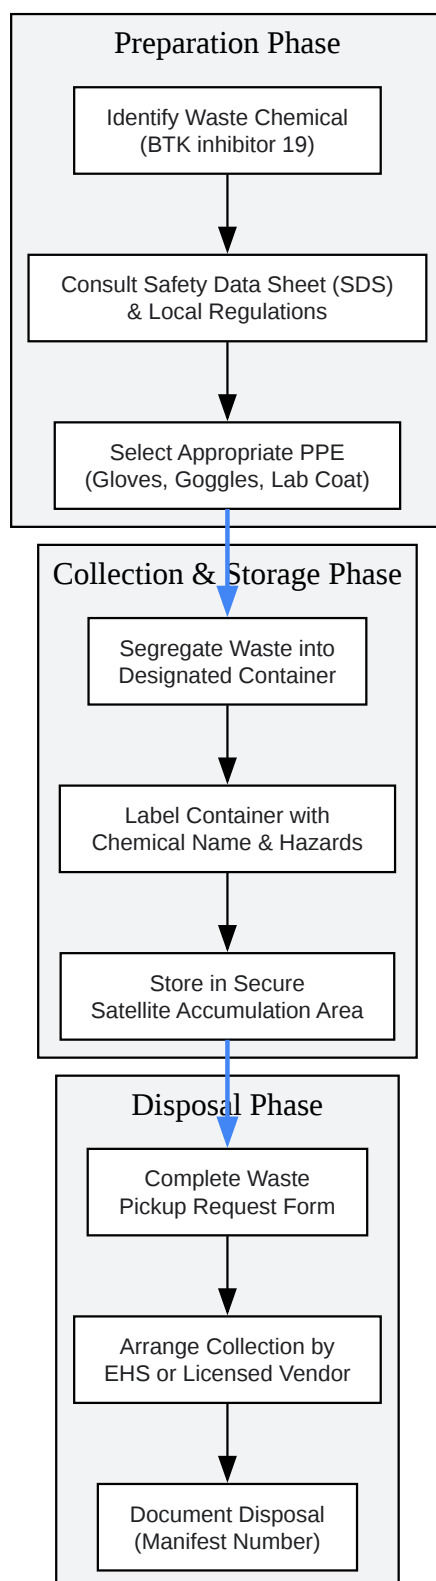 Preparation Phase
Identify Waste Chemical
(BTK inhibitor 19)
Consult Safety Data Sheet (SDS)
& Local Regulations
Select Appropriate PPE
(Gloves, Goggles, Lab Coat)
Collection & Storage Phase
Segregate Waste into
Designated Container
Label Container with
Chemical Name & Hazards
Store in Secure
Satellite Accumulation Area
Disposal Phase
Complete Waste
Pickup Request Form
Arrange Collection by
EHS or Licensed Vendor
Document Disposal
(Manifest Number)